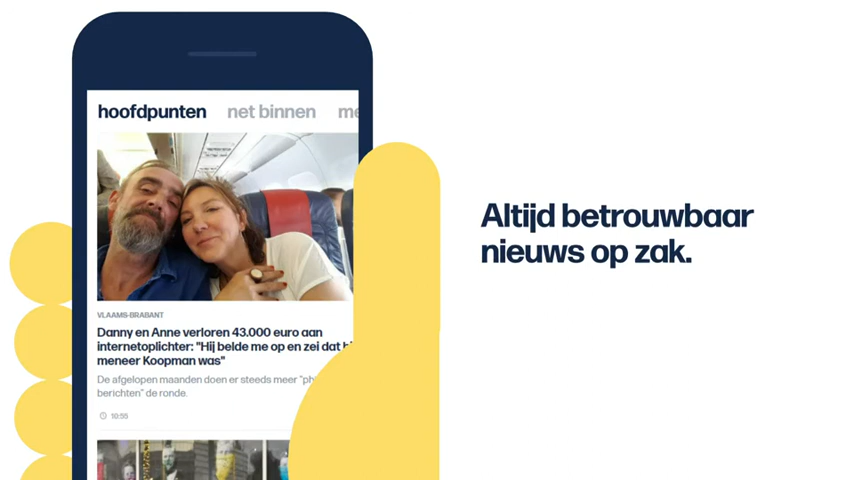 hoofdpunten net binnen
Altijd betrouwbaar
nieuws op zak.
VLAAMS-BRABANT
Danny en Anne verloren 43.000 euro aan
internetoplichter: "Hij belde me op en zei dat
meneer Koopman was"
De afgelopen maanden doen er steeds meer
berichten" de ronde.
10:55